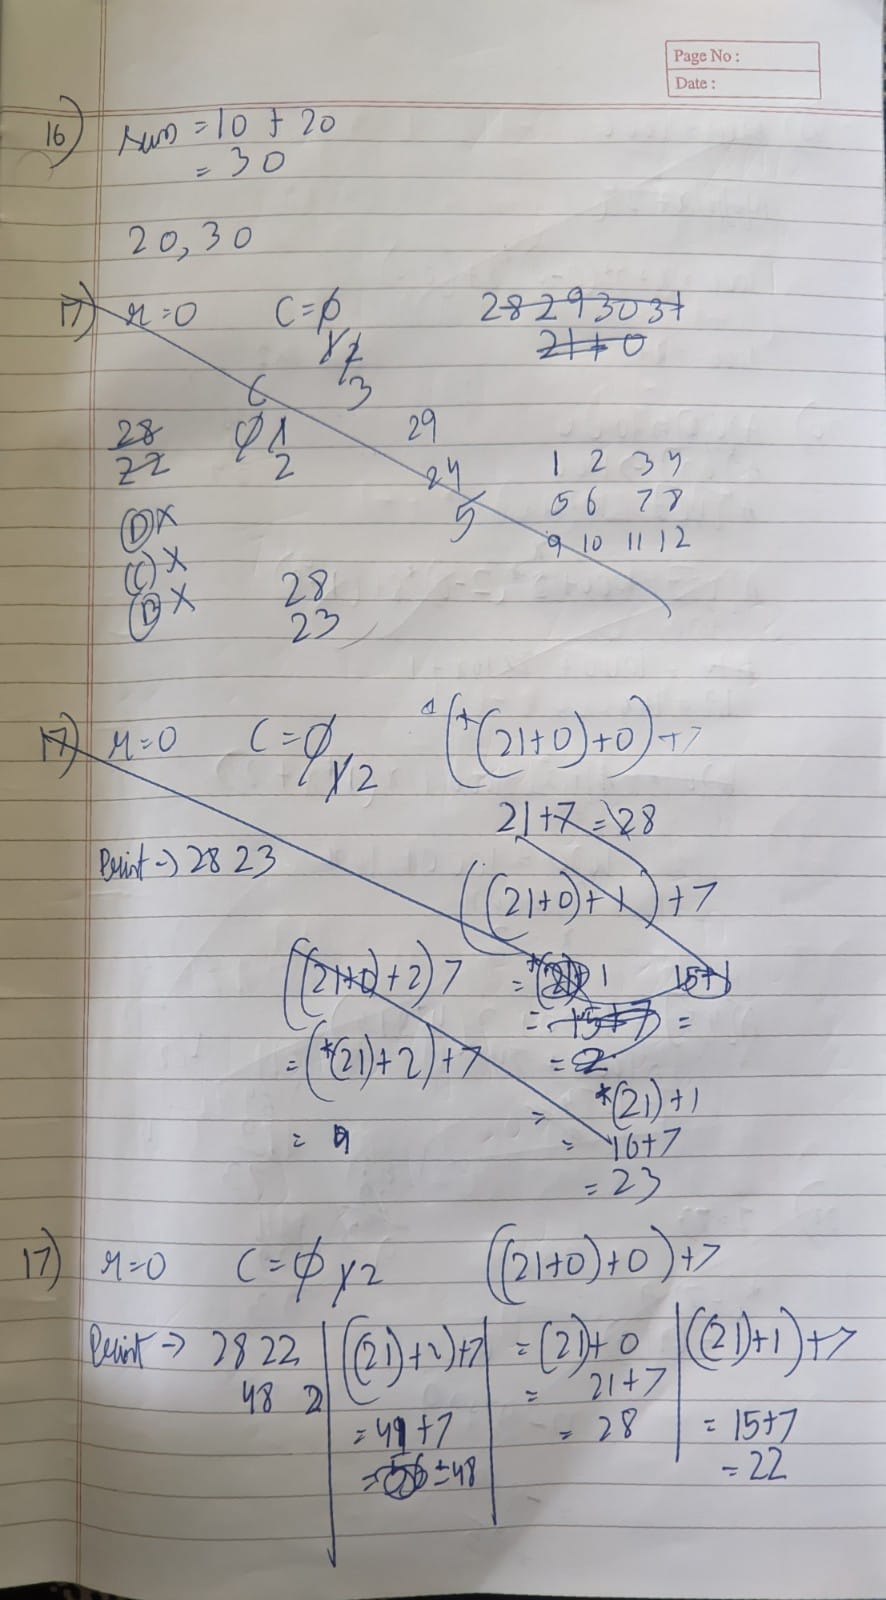 Page No :
Date :
16) sum = 10 + 20
= 30
20, 30
17) r=0 C=0
1 2
3
28 29 30 31
21+0
C
28 0 1 29
22 2 24
5
1 2 3 4
5 6 7 8
9 10 11 12
(D) X
(C) X
(B) X
28
23
17) r=0 C=0 1 2 (*(21+0)+0)+7
21+7 = 28
Print -> 28 23
((21+0)+1)+7
((21+0)+2)7 = *(21)+1 15+1
= 15+7 =
= (*(21)+2)+7 = 2
= *(21)+1
= 9 = 16+7
= 23
17) r=0 C=0 1 2 ((21+0)+0)+7
Print -> 28 22 ((21)+2)+7 = (21)+0 ((21)+1)+7
48 2 = 21+7
= 41+7 = 28 = 15+7
= 56 = 48 = 22